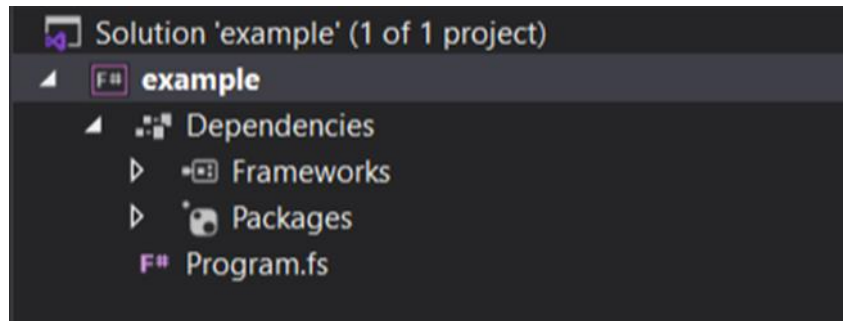 Solution 'example' (1 of 1 project)
F# example
Dependencies
Frameworks
Packages
F# Program.fs